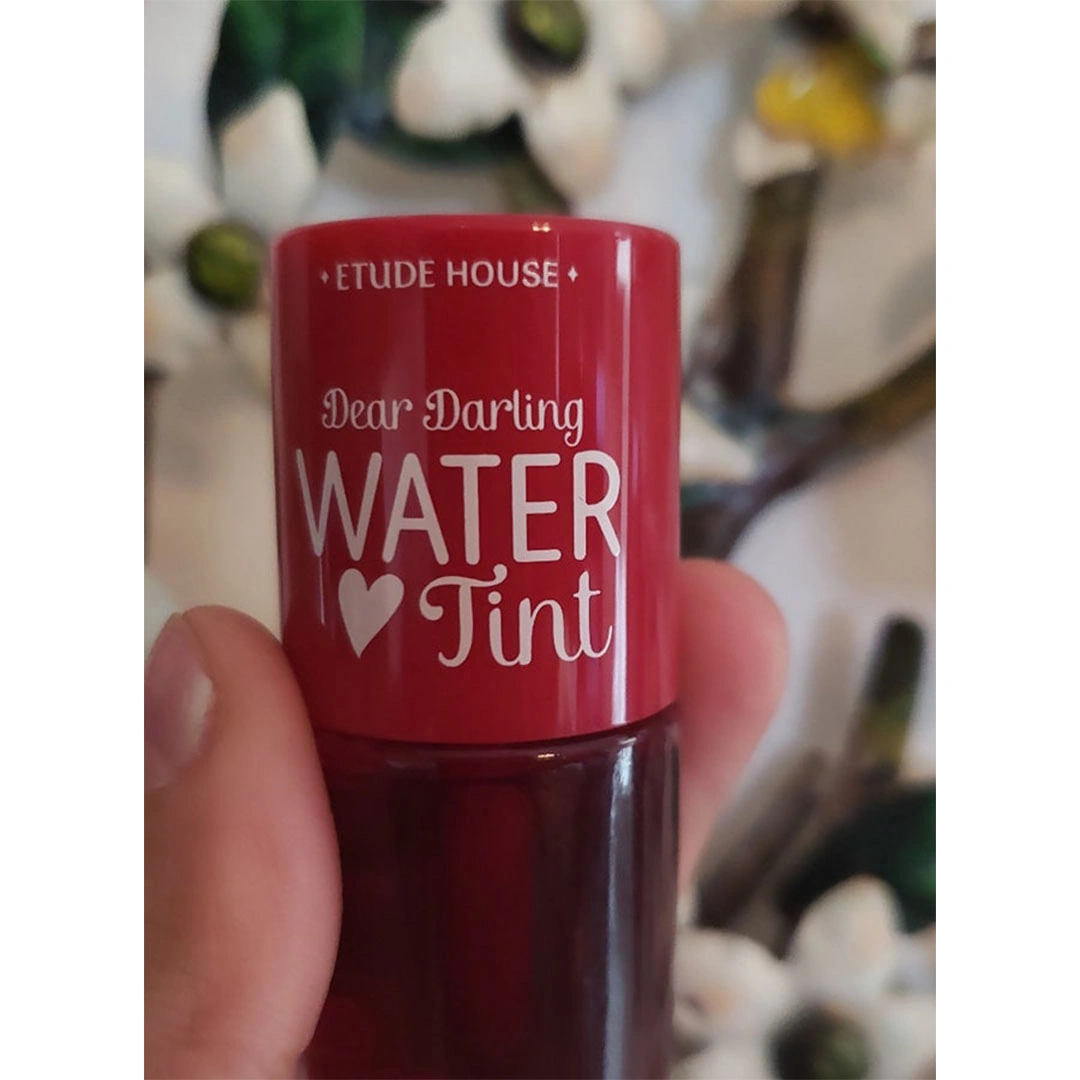 ETUDE HOUSE
Dear Darling
WATER
Tint